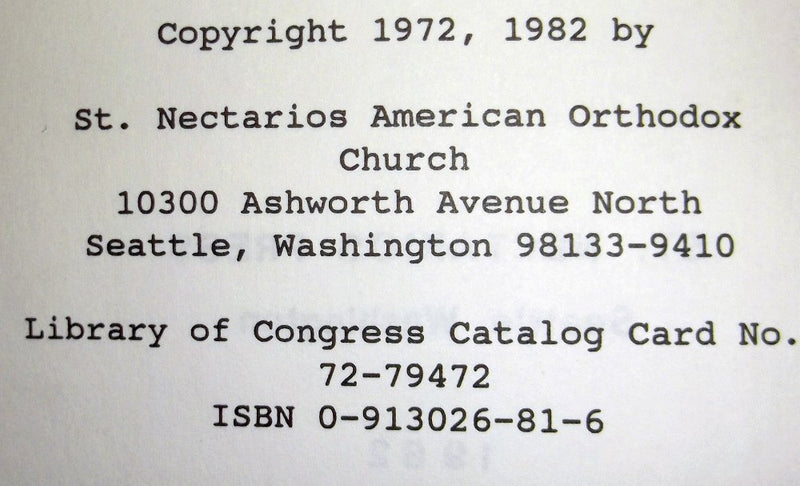 Copyright 1972, 1982 by
St. Nectarios American Orthodox
Church
10300 Ashworth Avenue North
Seattle, Washington 98133-9410
Library of Congress Catalog Card No.
72-79472
ISBN 0-913026-81-6